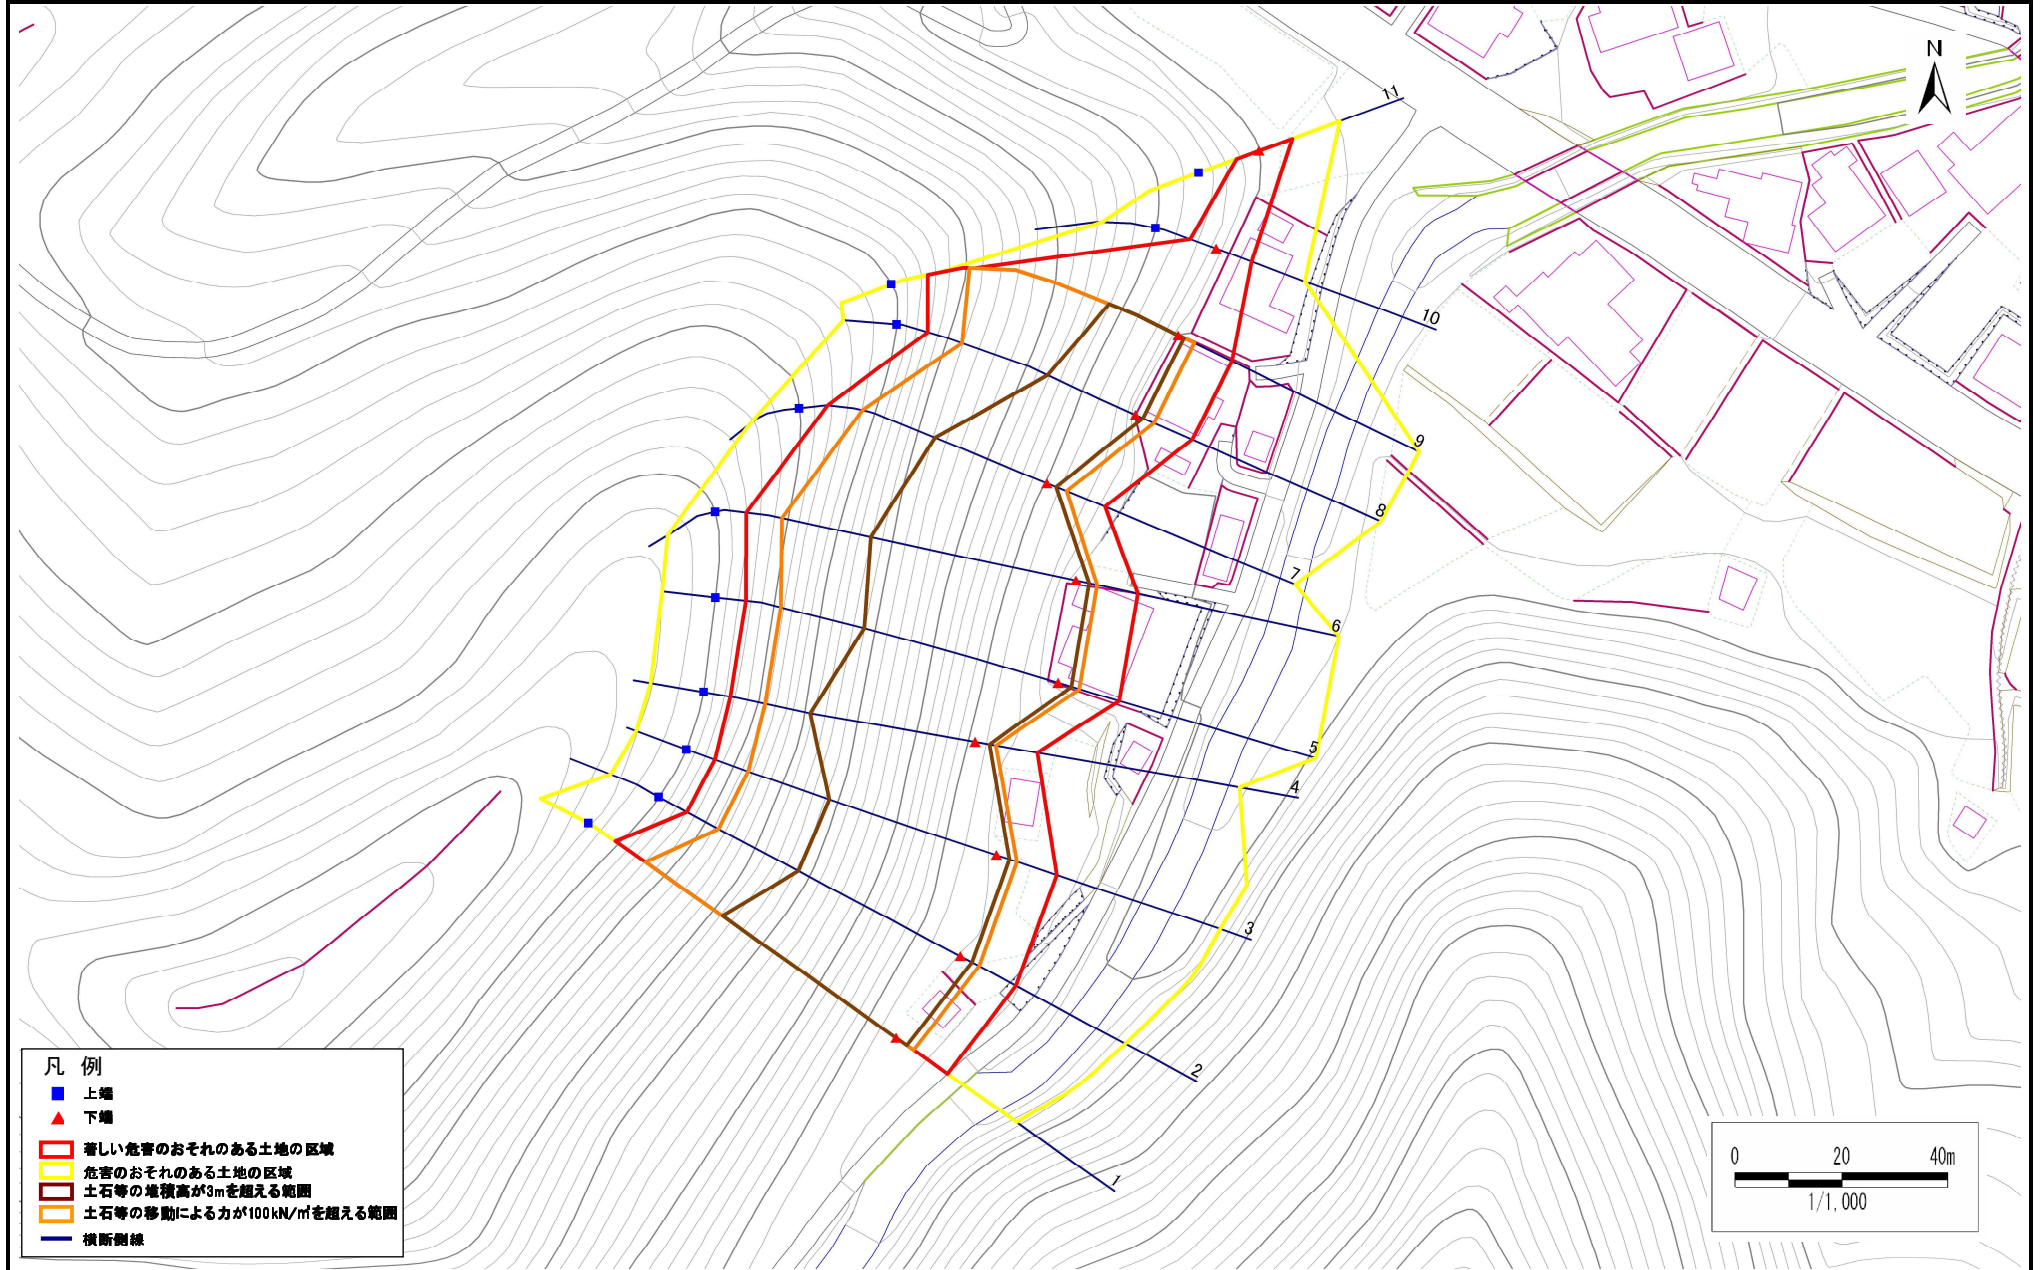 N
11
10
9
8
7
6
5
4
3
2
1
凡 例
上端
下端
著しい危害のおそれのある土地の区域
危害のおそれのある土地の区域
土石等の堆積高が3mを超える範囲
土石等の移動による力が100kN/㎡を超える範囲
横断側線
0 20 40m
1/1,000